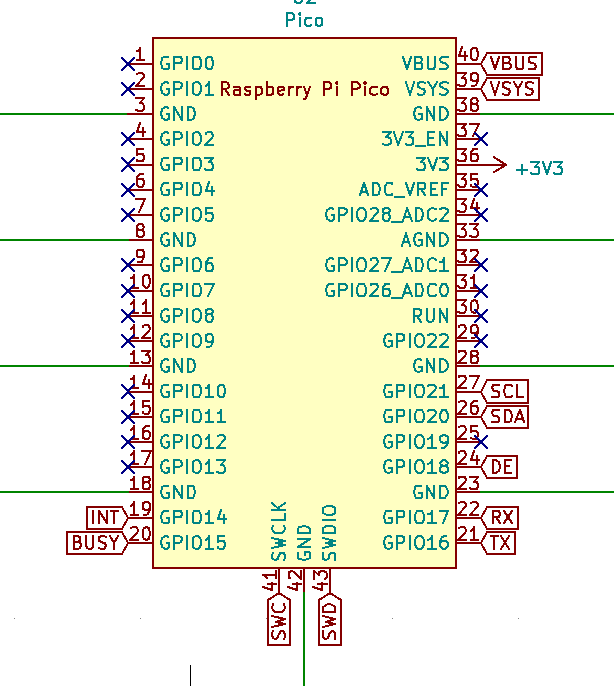 Pico
1 GPIO0 VBUS 40 VBUS
2 GPIO1 Raspberry Pi Pico VSYS 39 VSYS
3 GND GND 38
4 GPIO2 3V3_EN 37
5 GPIO3 3V3 36 +3V3
6 GPIO4 ADC_VREF 35
7 GPIO5 GPIO28_ADC2 34
8 GND AGND 33
9 GPIO6 GPIO27_ADC1 32
10 GPIO7 GPIO26_ADC0 31
11 GPIO8 RUN 30
12 GPIO9 GPIO22 29
13 GND GND 28
14 GPIO10 GPIO21 27 SCL
15 GPIO11 GPIO20 26 SDA
16 GPIO12 GPIO19 25
17 GPIO13 GPIO18 24 DE
18 GND GND 23
INT 19 GPIO14 GPIO17 22 RX
BUSY 20 GPIO15 GPIO16 21 TX
SWCLK GND SWDIO
41 42 43
SWC SWD